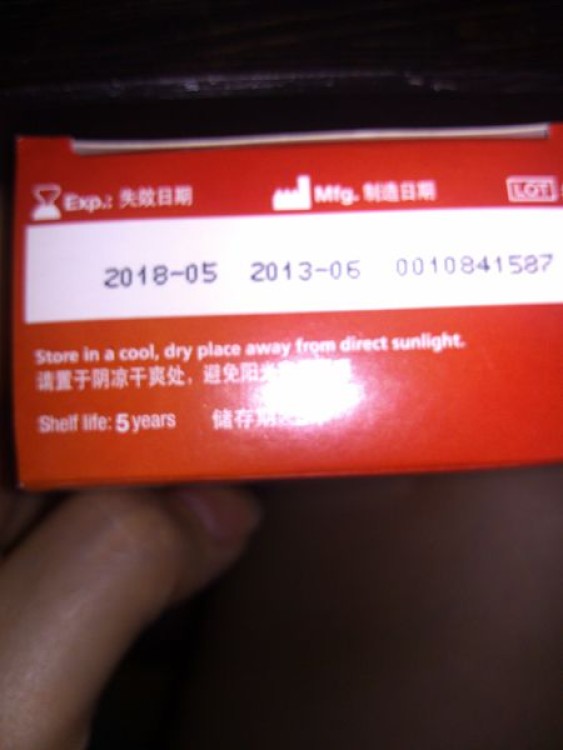 Exp.: 失效日期 Mfg. 制造日期 LOT
2018-05 2013-06 0010841587
Store in a cool, dry place away from direct sunlight.
请置于阴凉干爽处，避免阳光
Shelf life: 5 years 储存期